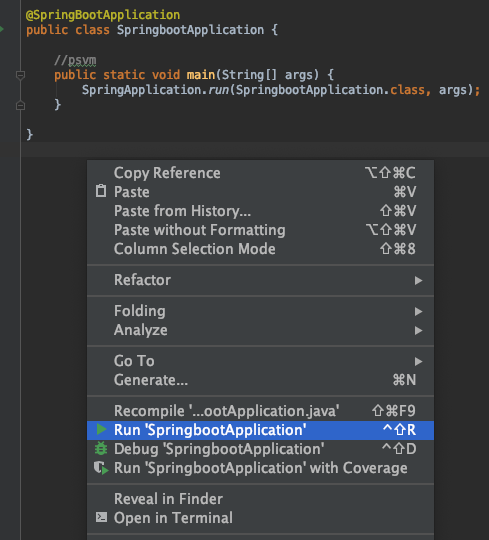 @SpringBootApplication
public class SpringbootApplication {
//psvm
public static void main(String[] args) {
SpringApplication.run(SpringbootApplication.class, args);
}
}
Copy Reference ⌥⇧⌘C
Paste ⌘V
Paste from History... ⇧⌘V
Paste without Formatting ⌥⇧⌘V
Column Selection Mode ⇧⌘8
Refactor
Folding
Analyze
Go To
Generate... ⌘N
Recompile '...ootApplication.java' ⇧⌘F9
Run 'SpringbootApplication' ^⇧R
Debug 'SpringbootApplication' ^⇧D
Run 'SpringbootApplication' with Coverage
Reveal in Finder
Open in Terminal